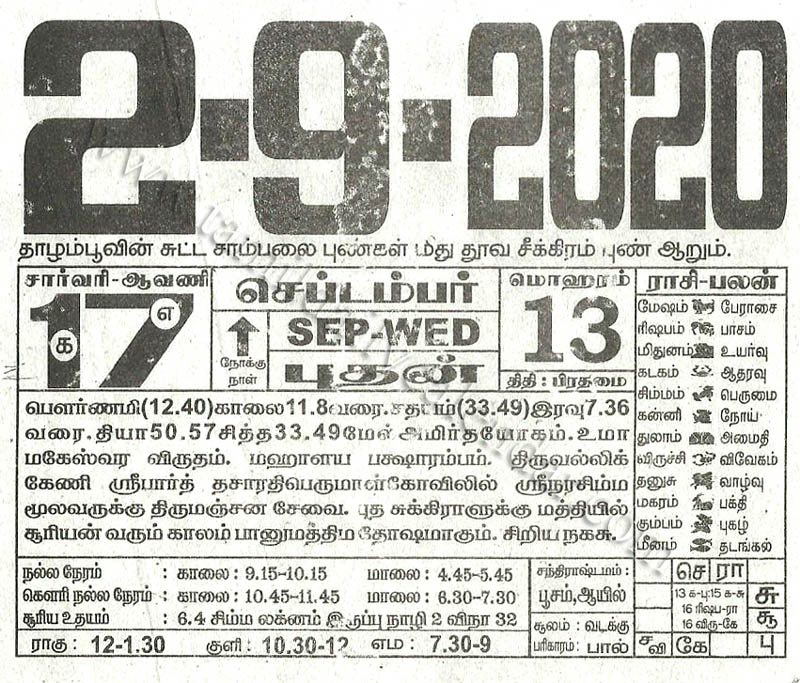 2-9-2020
தாழம்பூவின் சுட்ட சாம்பலை புண்கள் மீது தூவ சீக்கிரம் புண் ஆறும்.
சார்வரி-ஆவணி
17
க எ
செப்டம்பர்
நோக்கு நாள்
SEP-WED
புதன்
மொஹரம்
13
திதி : பிரதமை
பௌர்ணமி(12.40)காலை11.8வரை.சதயம்(33.49)இரவு7.36
வரை.தியா50.57சித்த33.49மேல் அமிர்தயோகம்.உமா
மகேஸ்வர விருதம். மஹாளய பக்ஷாரம்பம். திருவல்லிக்
கேணி ஸ்ரீபார்த் தசாரதிபெருமாள்கோவிலில் ஸ்ரீநரசிம்ம
மூலவருக்கு திருமஞ்சன சேவை. புத சுக்கிராளுக்கு மத்தியில்
சூரியன் வரும் காலம் பானுமத்திம தோஷமாகும். சிறிய நகசு.
ராசி-பலன்
மேஷம் பேராசை
ரிஷபம் பாசம்
மிதுனம் உயர்வு
கடகம் ஆதரவு
சிம்மம் பெருமை
கன்னி நோய்
துலாம் அமைதி
விருச்சி விவேகம்
தனுசு வாழ்வு
மகரம் பக்தி
கும்பம் புகழ்
மீனம் தடங்கல்
நல்ல நேரம் : காலை : 9.15-10.15 மாலை : 4.45-5.45
கௌரி நல்ல நேரம் : காலை : 10.45-11.45 மாலை : 6.30-7.30
சூரிய உதயம் : 6.4 சிம்ம லக்னம் இருப்பு நாழி 2 விநா 32
ராகு : 12-1.30 குளி : 10.30-12 எம : 7.30-9
சந்திராஷ்டமம் :
பூசம்,ஆயில்
சூலம் : வடக்கு
பரிகாரம் : பால்
செ ரா
13 க-பு:15 க-சு
16 ரிஷப-ரா
16 விரு-கே
சு
சூ
ச வி கே பு